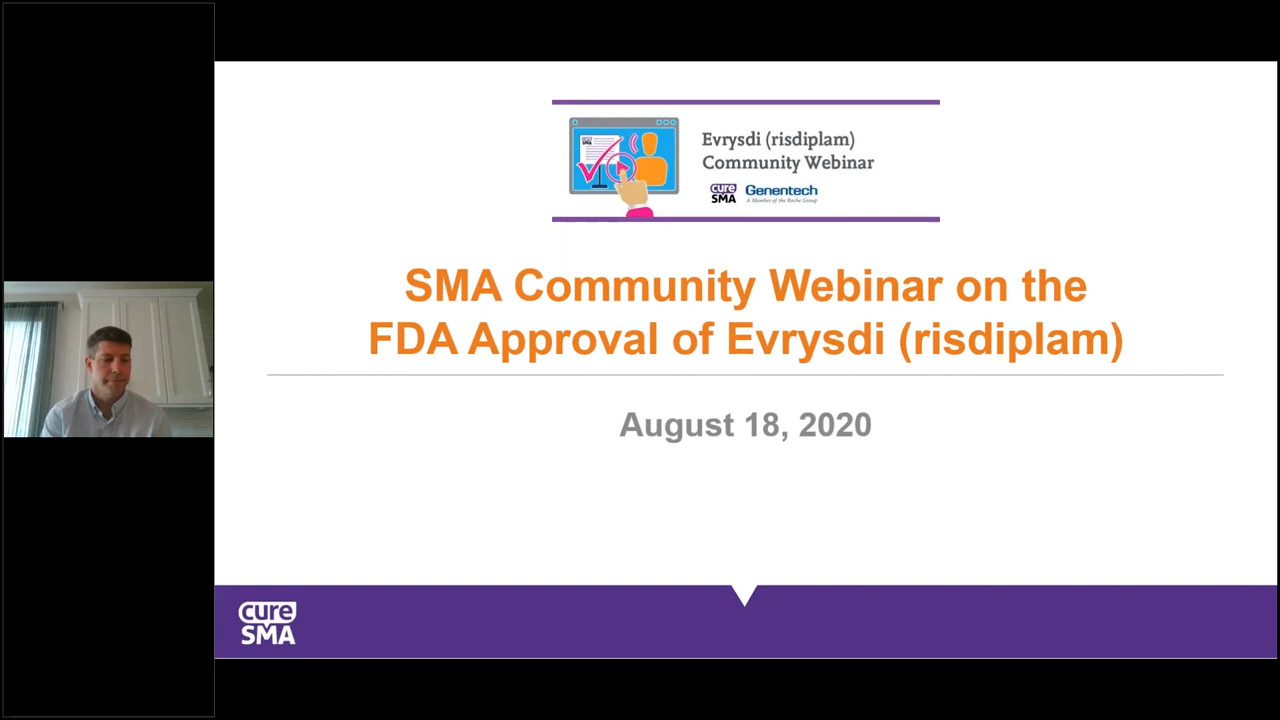 Evrysdi (risdiplam)
Community Webinar
cure
SMA
Genentech
A Member of the Roche Group
SMA Community Webinar on the
FDA Approval of Evrysdi (risdiplam)
August 18, 2020
cure
SMA